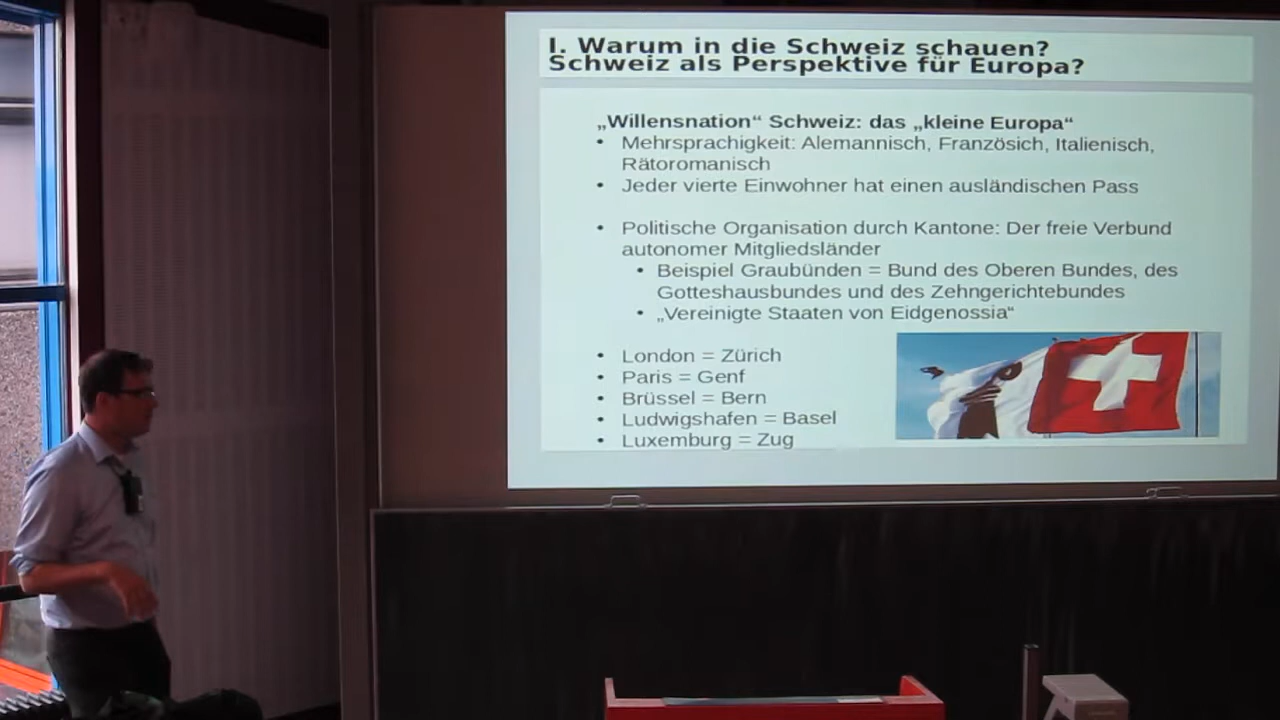 I. Warum in die Schweiz schauen?
Schweiz als Perspektive für Europa?
„Willensnation“ Schweiz: das „kleine Europa“
• Mehrsprachigkeit: Alemannisch, Französich, Italienisch,
Rätoromanisch
• Jeder vierte Einwohner hat einen ausländischen Pass
• Politische Organisation durch Kantone: Der freie Verbund
autonomer Mitgliedsländer
• Beispiel Graubünden = Bund des Oberen Bundes, des
Gotteshausbundes und des Zehngerichtebundes
• „Vereinigte Staaten von Eidgenossia“
• London = Zürich
• Paris = Genf
• Brüssel = Bern
• Ludwigshafen = Basel
• Luxemburg = Zug